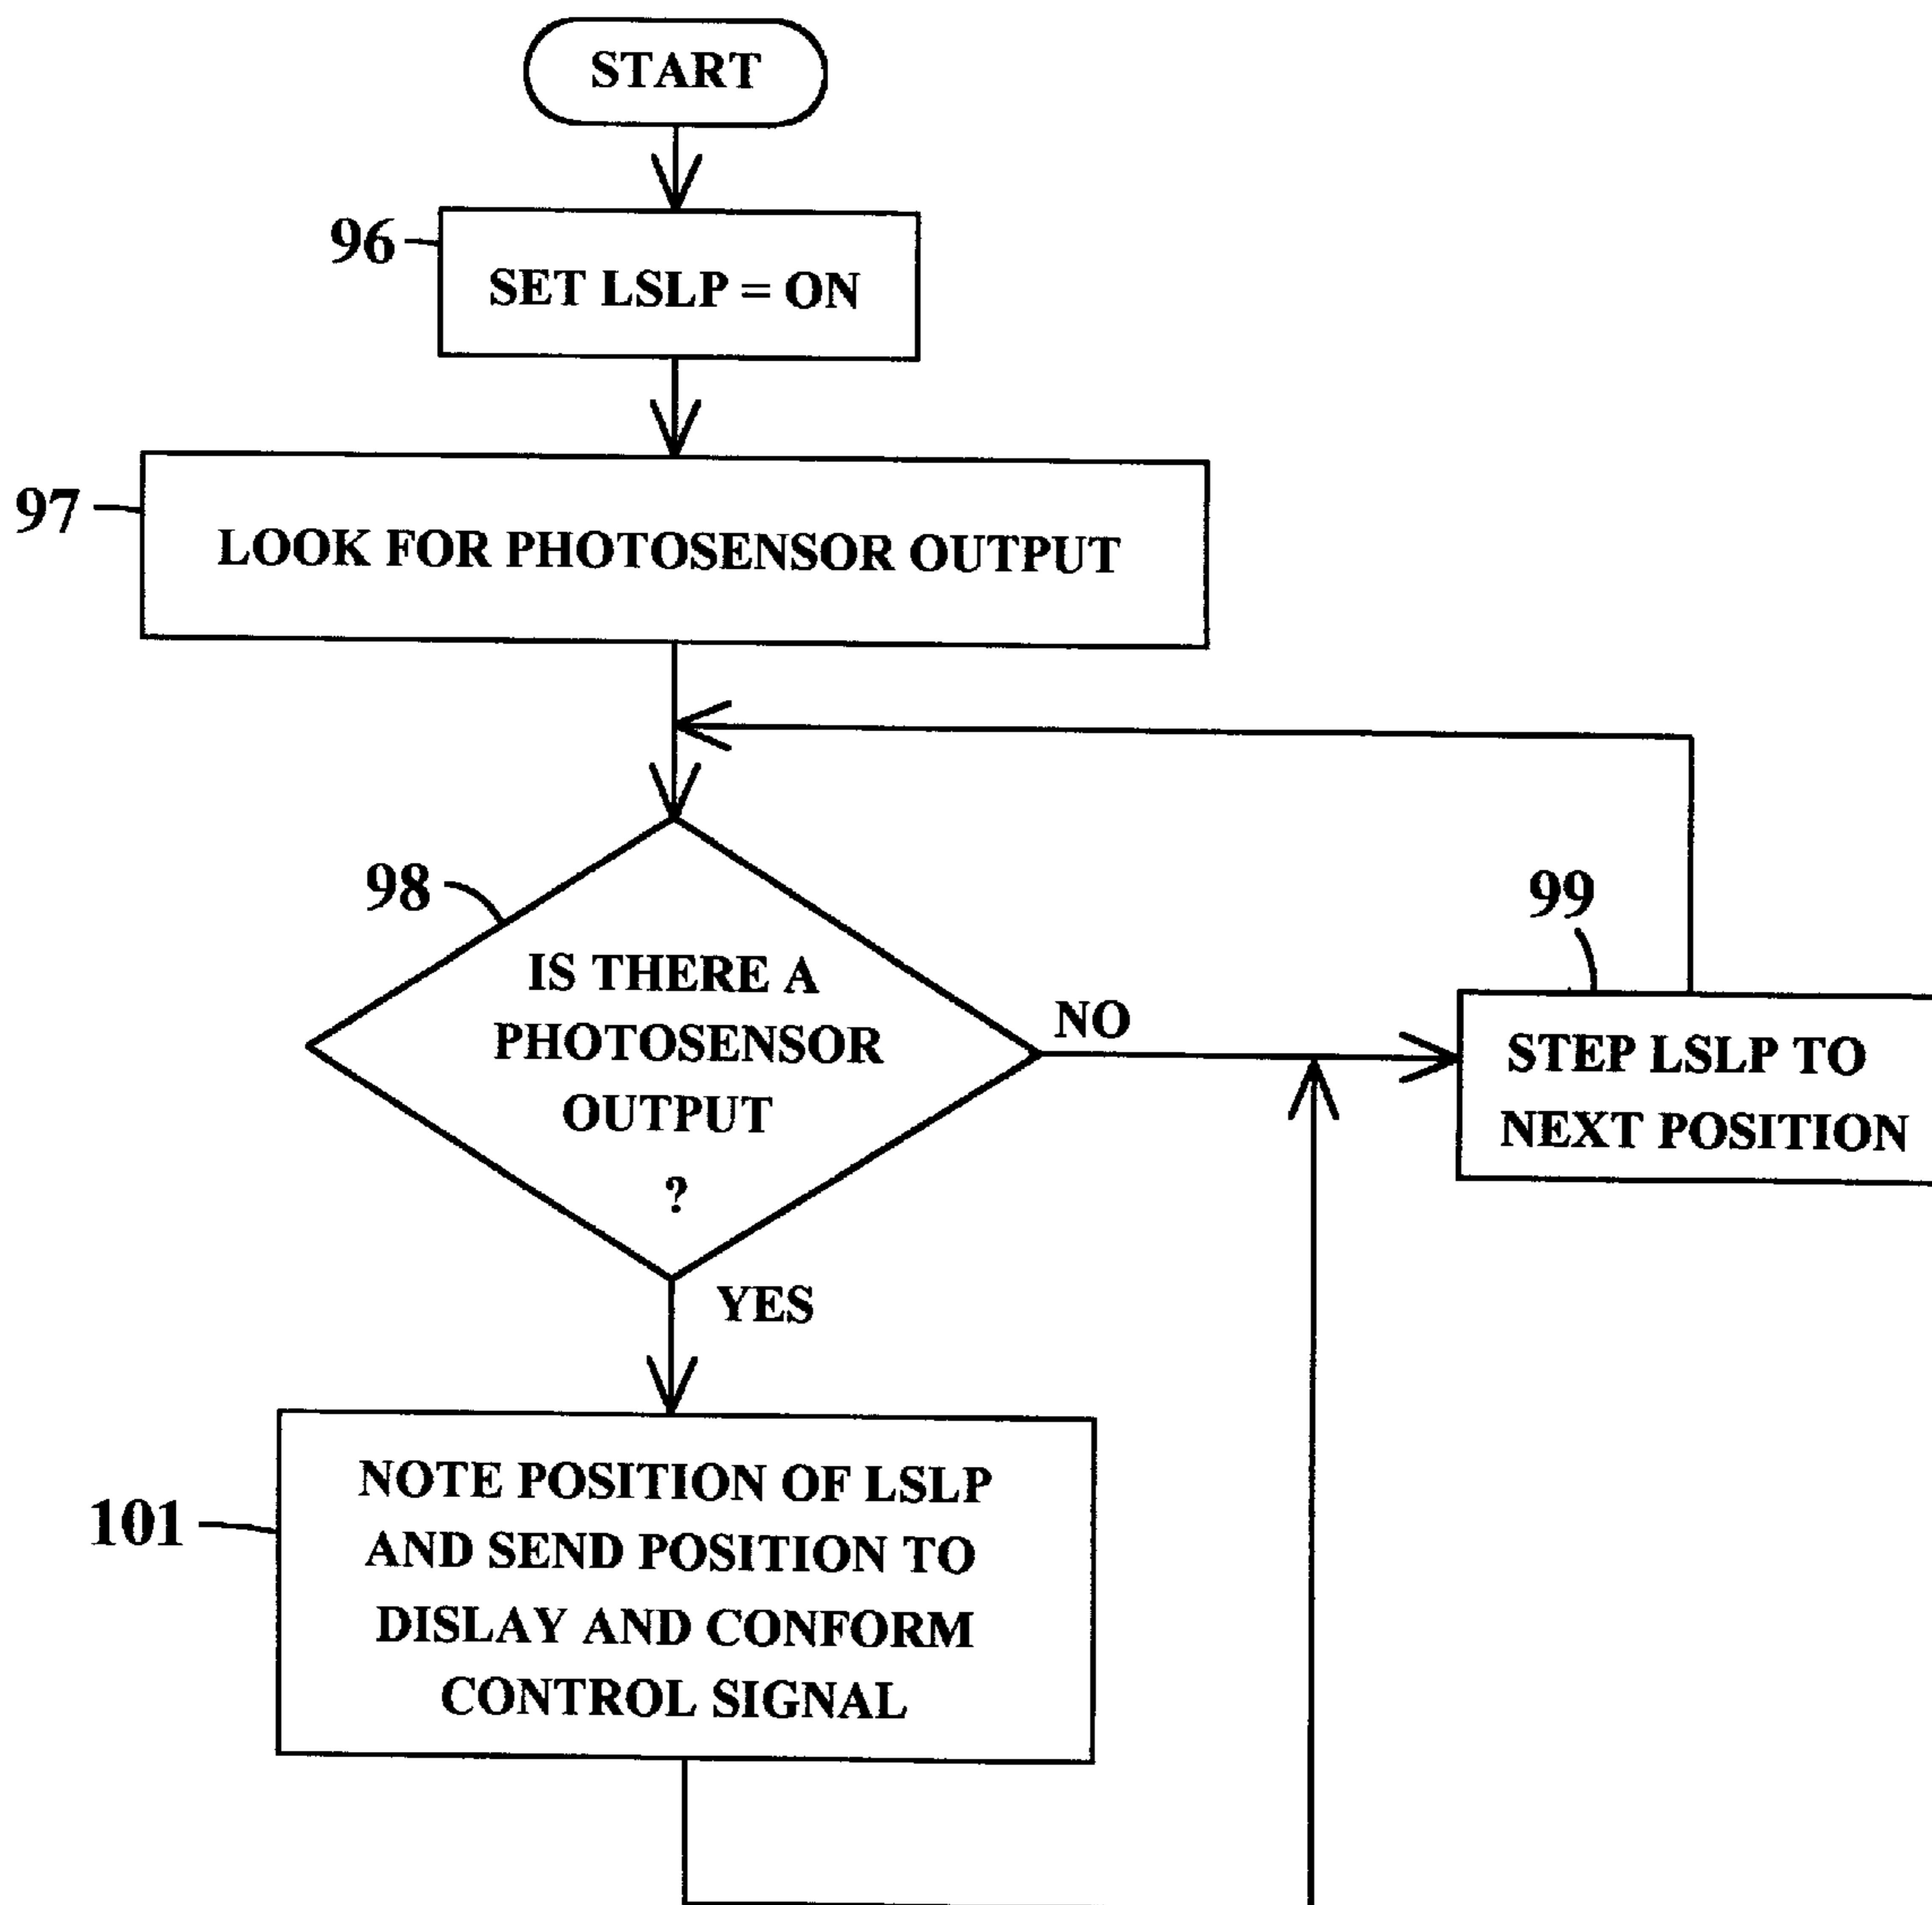 START
96
SET LSLP = ON
97
LOOK FOR PHOTOSENSOR OUTPUT
98
IS THERE A
PHOTOSENSOR
OUTPUT
?
NO
99
STEP LSLP TO
NEXT POSITION
YES
101
NOTE POSITION OF LSLP
AND SEND POSITION TO
DISLAY AND CONFORM
CONTROL SIGNAL